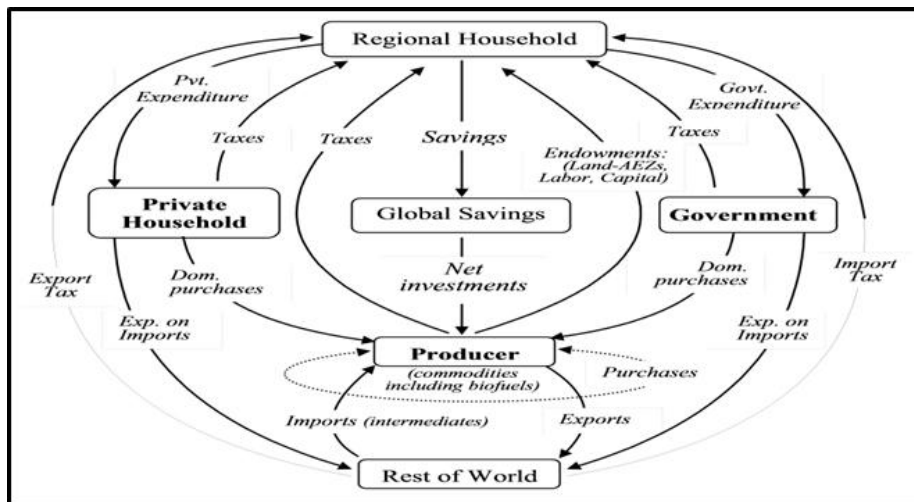 Regional Household
Pvt.
Expenditure
Govt.
Expenditure
Taxes
Taxes
Savings
Taxes
Endowments:
(Land-AEZs,
Labor, Capital)
Private
Household
Global Savings
Government
Export
Tax
Dom.
purchases
Net
investments
Dom.
purchases
Import
Tax
Exp. on
Imports
Exp. on
Imports
Producer
(commodities
including biofuels)
Purchases
Imports (intermediates)
Exports
Rest of World